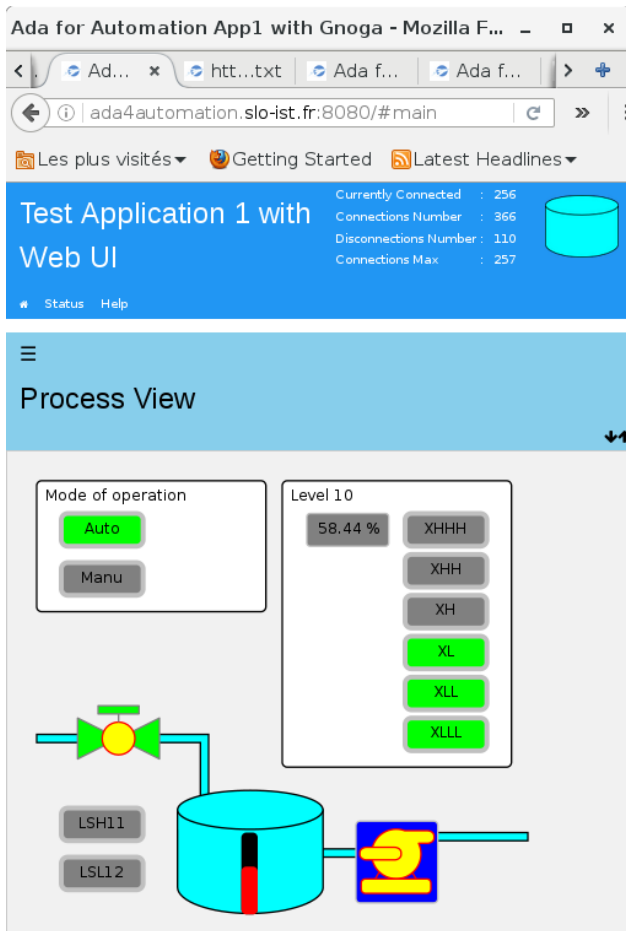 Ada for Automation App1 with Gnoga - Mozilla F...
Ad...
htt...txt
Ada f...
Ada f...
ada4automation.slo-ist.fr:8080/#main
Les plus visités
Getting Started
Latest Headlines
Test Application 1 with
Web UI
Currently Connected : 256
Connections Number : 366
Disconnections Number : 110
Connections Max : 257
Status Help
Process View
Mode of operation
Auto
Manu
Level 10
58.44 %
XHHH
XHH
XH
XL
XLL
XLLL
LSH11
LSL12